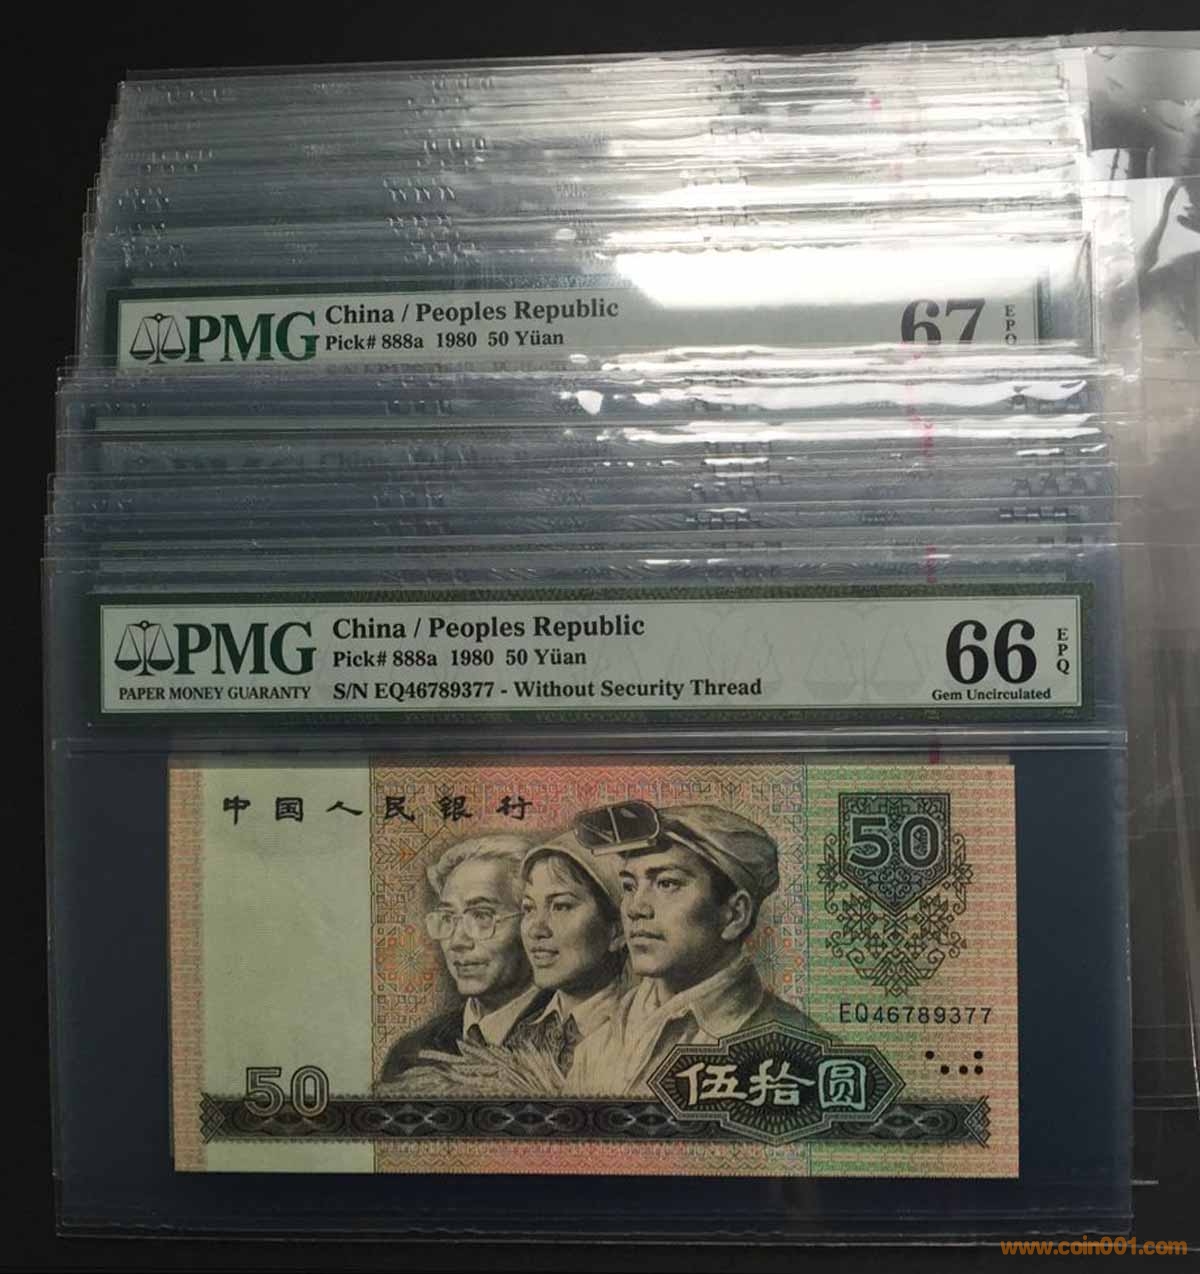 PMG
China / Peoples Republic
Pick# 888a 1980 50 Yüan
67
EPQ
PMG
PAPER MONEY GUARANTY
China / Peoples Republic
Pick# 888a 1980 50 Yüan
S/N EQ46789377 - Without Security Thread
66
Gem Uncirculated
EPQ
中国人民银行
50
EQ46789377
50
伍拾圆
www.coin001.com